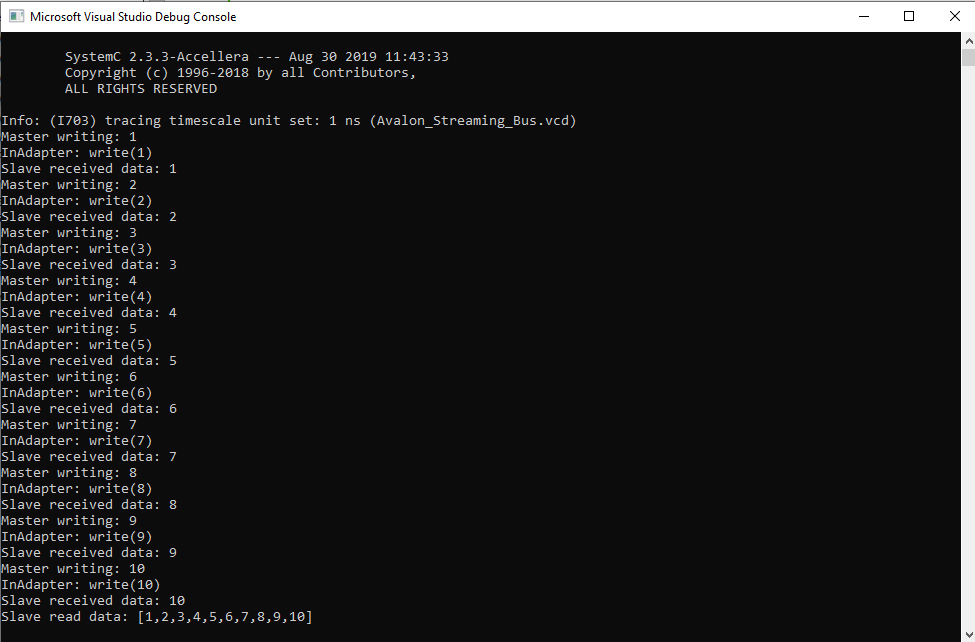 Microsoft Visual Studio Debug Console
SystemC 2.3.3-Accellera --- Aug 30 2019 11:43:33
Copyright (c) 1996-2018 by all Contributors,
ALL RIGHTS RESERVED
Info: (I703) tracing timescale unit set: 1 ns (Avalon_Streaming_Bus.vcd)
Master writing: 1
InAdapter: write(1)
Slave received data: 1
Master writing: 2
InAdapter: write(2)
Slave received data: 2
Master writing: 3
InAdapter: write(3)
Slave received data: 3
Master writing: 4
InAdapter: write(4)
Slave received data: 4
Master writing: 5
InAdapter: write(5)
Slave received data: 5
Master writing: 6
InAdapter: write(6)
Slave received data: 6
Master writing: 7
InAdapter: write(7)
Slave received data: 7
Master writing: 8
InAdapter: write(8)
Slave received data: 8
Master writing: 9
InAdapter: write(9)
Slave received data: 9
Master writing: 10
InAdapter: write(10)
Slave received data: 10
Slave read data: [1,2,3,4,5,6,7,8,9,10]